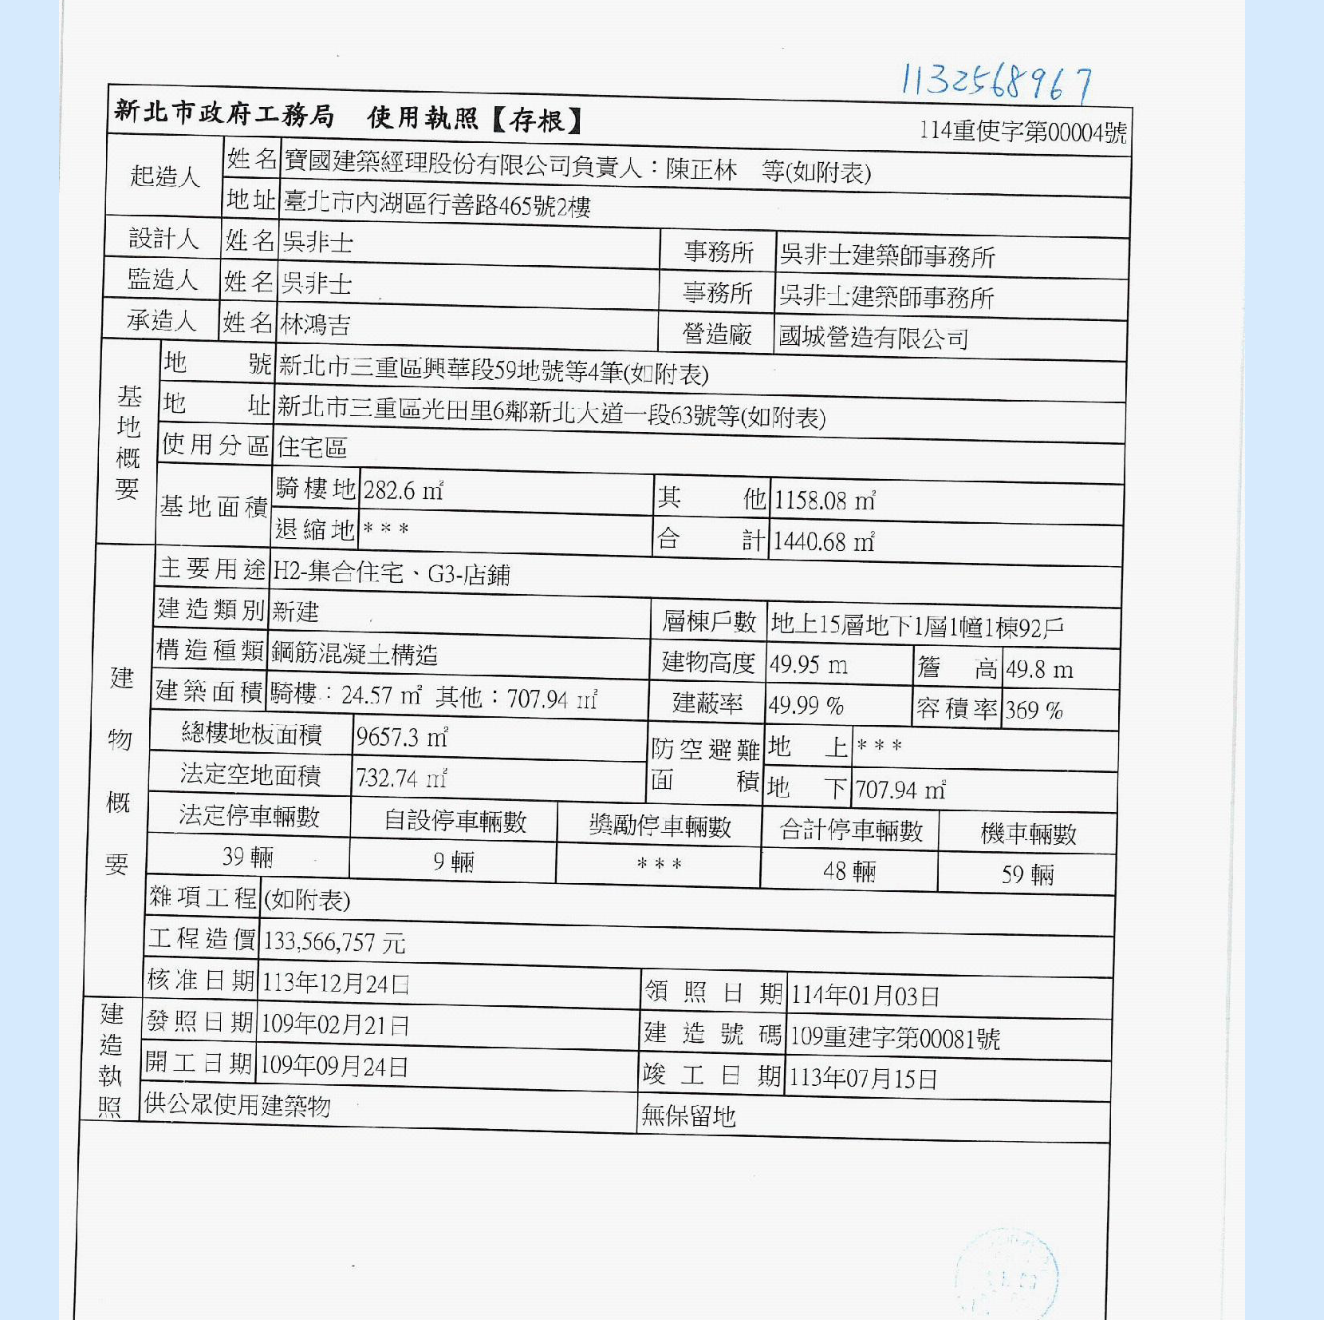 1132568967
新北市政府工務局 使用執照【存根】
114重使字第00004號
起造人 姓名 寶國建築經理股份有限公司負責人：陳正林 等(如附表)
地址 臺北市內湖區行善路465號2樓
設計人 姓名 吳非士 事務所 吳非士建築師事務所
監造人 姓名 吳非士 事務所 吳非士建築師事務所
承造人 姓名 林鴻吉 營造廠 國城營造有限公司
基地概要
地號 新北市三重區興華段59地號等4筆(如附表)
地址 新北市三重區光田里6鄰新北大道一段63號等(如附表)
使用分區 住宅區
基地面積 騎樓地 282.6 ㎡ 其他 1158.08 ㎡
退縮地 *** 合計 1440.68 ㎡
建物概要
主要用途 H2-集合住宅、G3-店鋪
建造類別 新建 層棟戶數 地上15層地下1層1幢1棟92戶
構造種類 鋼筋混凝土構造 建物高度 49.95 m 簷高 49.8 m
建築面積 騎樓：24.57 ㎡ 其他：707.94 ㎡ 建蔽率 49.99 % 容積率 369 %
總樓地板面積 9657.3 ㎡ 防空避難面積 地上 ***
法定空地面積 732.74 ㎡ 地下 707.94 ㎡
法定停車輛數 自設停車輛數 獎勵停車輛數 合計停車輛數 機車輛數
39 輛 9 輛 *** 48 輛 59 輛
雜項工程 (如附表)
工程造價 133,566,757 元
核准日期 113年12月24日 領照日期 114年01月03日
建造執照
發照日期 109年02月21日 建造號碼 109重建字第00081號
開工日期 109年09月24日 竣工日期 113年07月15日
供公眾使用建築物 無保留地